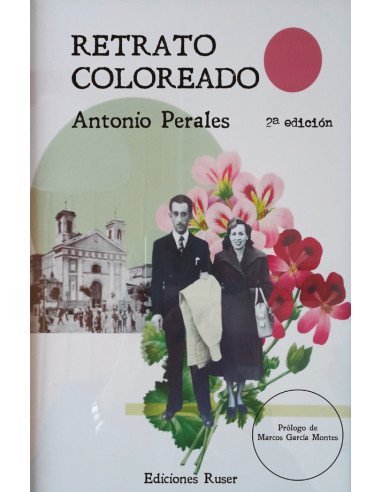 RETRATO
COLOREADO
Antonio Perales
2ª edición
Prólogo de
Marcos García Montes
Ediciones Ruser